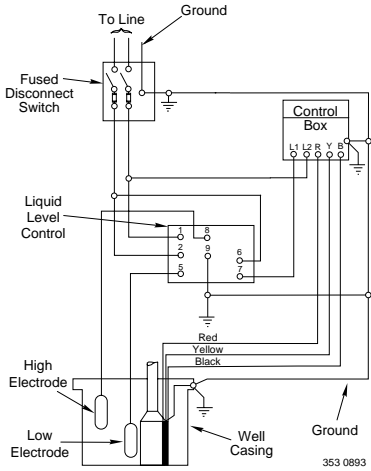 To Line
Ground
Fused
Disconnect
Switch
Control
Box
L1 L2 R Y B
Liquid
Level
Control
1
8
2
9
6
5
7
Red
Yellow
Black
High
Electrode
Low
Electrode
Well
Casing
Ground
353 0893